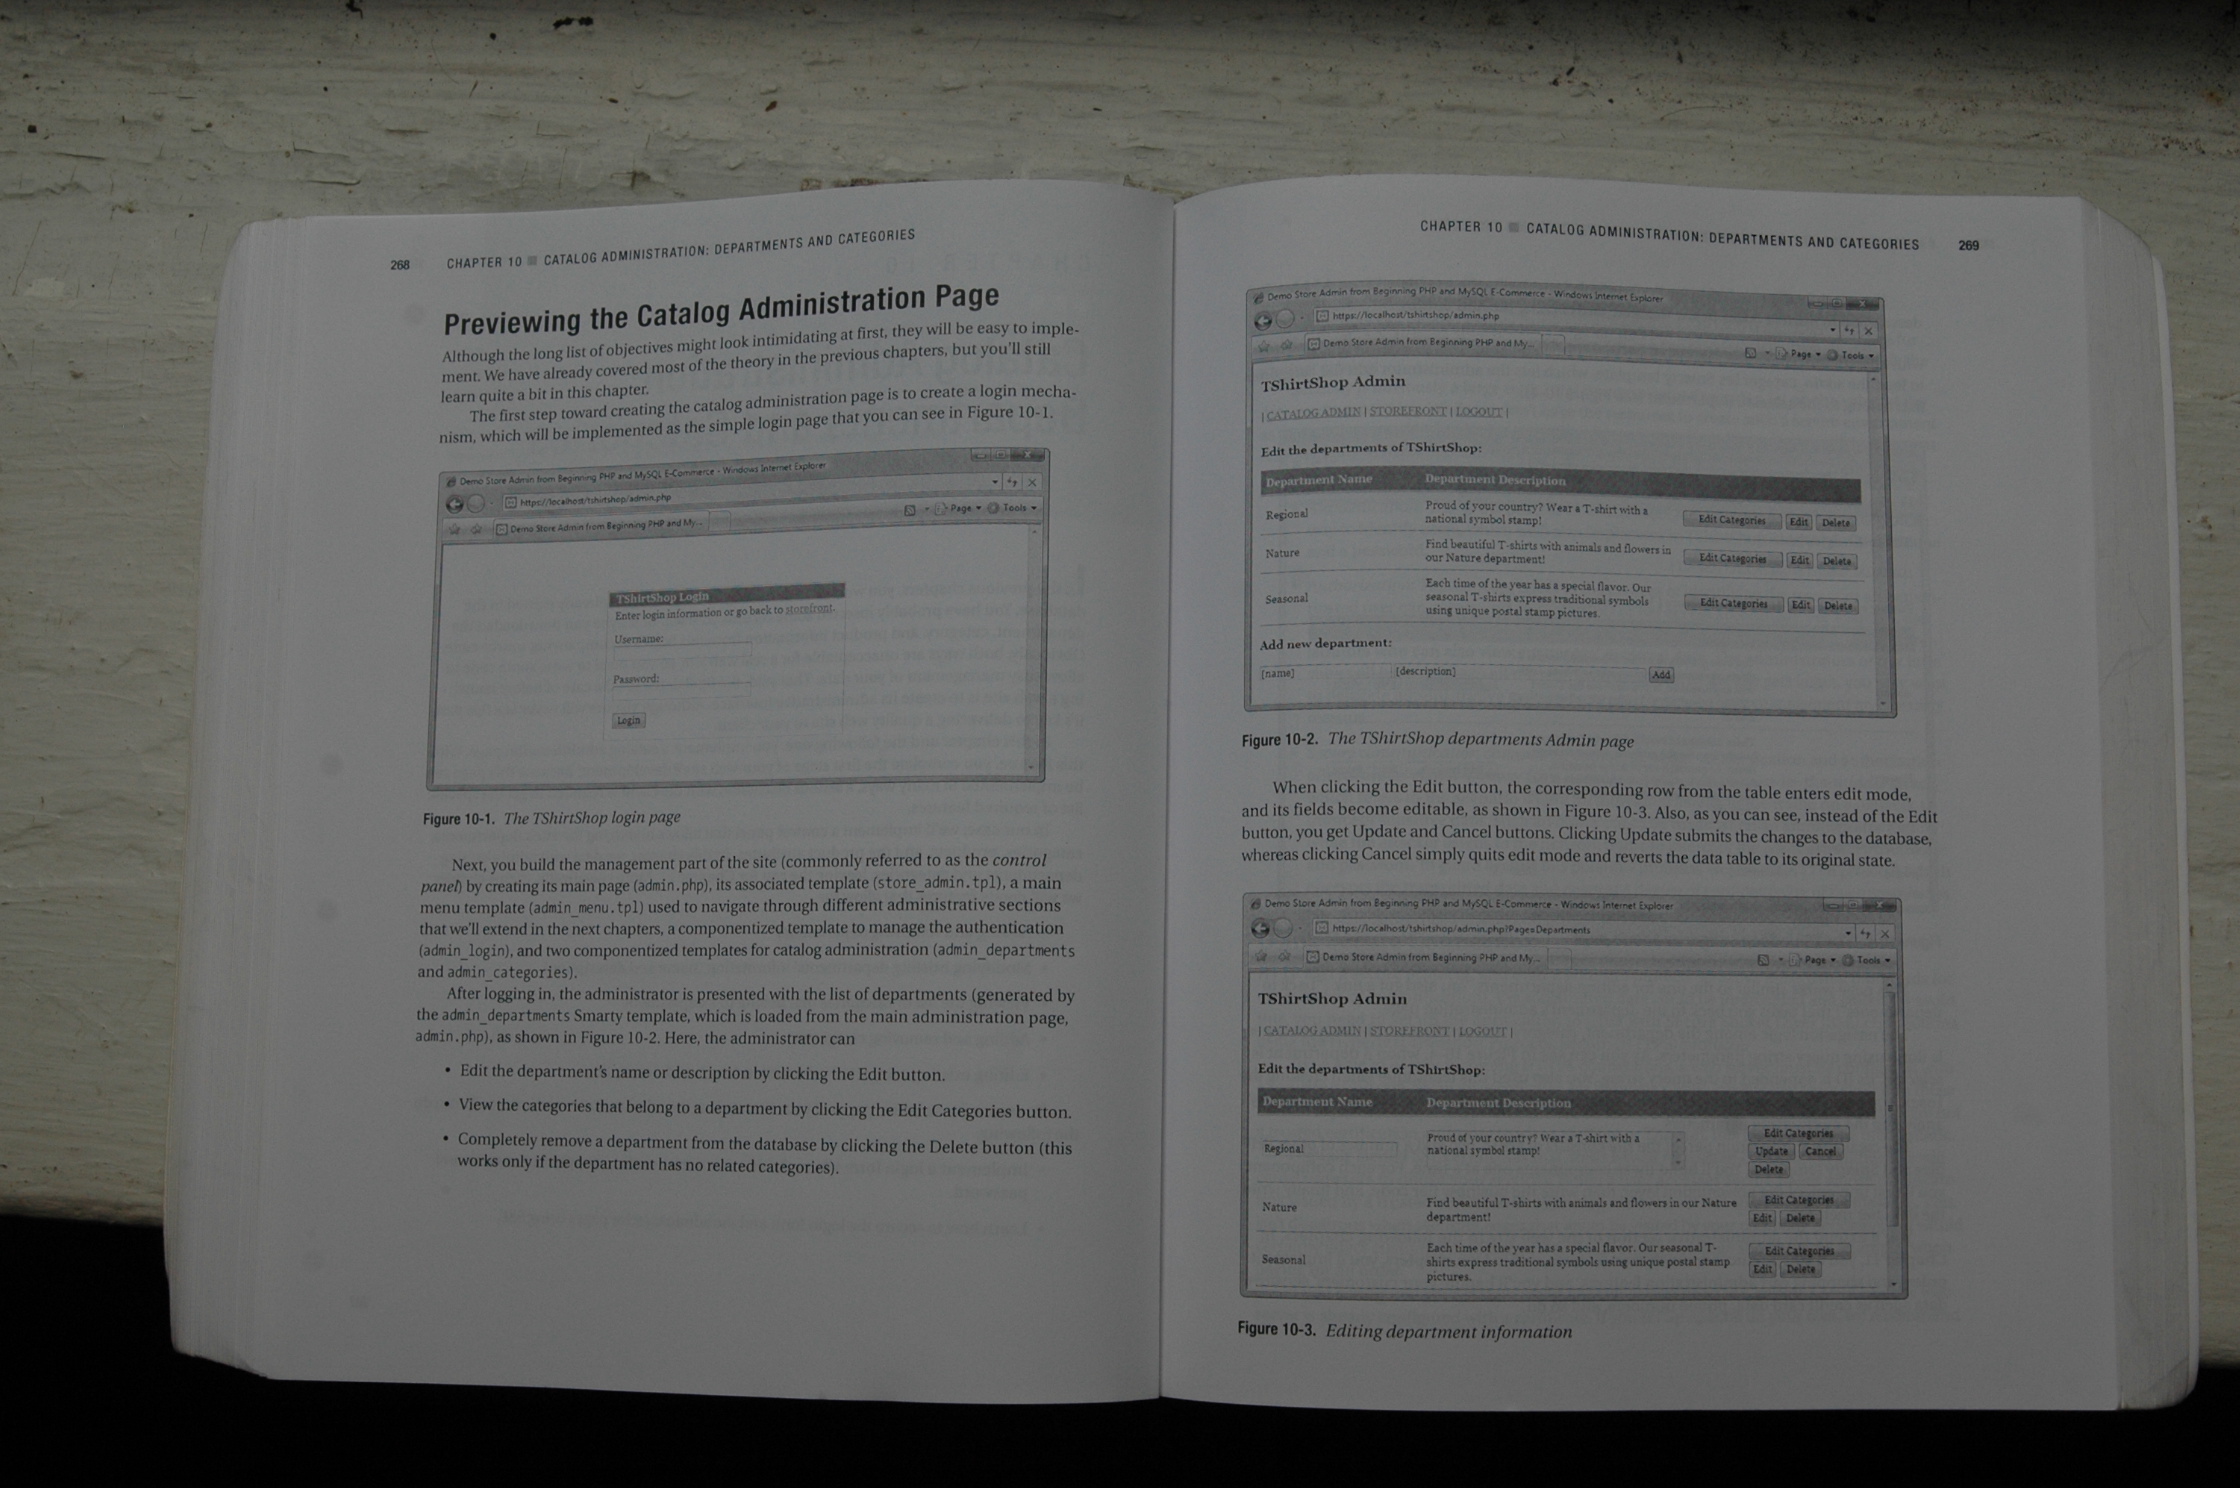 268 CHAPTER 10 ■ CATALOG ADMINISTRATION: DEPARTMENTS AND CATEGORIES
Previewing the Catalog Administration Page
Although the long list of objectives might look intimidating at first, they will be easy to imple-
ment. We have already covered most of the theory in the previous chapters, but you'll still
learn quite a bit in this chapter.
The first step toward creating the catalog administration page is to create a login mecha-
nism, which will be implemented as the simple login page that you can see in Figure 10-1.
Demo Store Admin from Beginning PHP and MySQL E-Commerce - Windows Internet Explorer
https://localhost/tshirtshop/admin.php
Demo Store Admin from Beginning PHP and My... Page Tools
TShirtShop Login
Enter login information or go back to storefront.
Username:
Password:
Login
Figure 10-1. The TShirtShop login page
Next, you build the management part of the site (commonly referred to as the control
panel) by creating its main page (admin.php), its associated template (store_admin.tpl), a main
menu template (admin_menu.tpl) used to navigate through different administrative sections
that we'll extend in the next chapters, a componentized template to manage the authentication
(admin_login), and two componentized templates for catalog administration (admin_departments
and admin_categories).
After logging in, the administrator is presented with the list of departments (generated by
the admin_departments Smarty template, which is loaded from the main administration page,
admin.php), as shown in Figure 10-2. Here, the administrator can
• Edit the department's name or description by clicking the Edit button.
• View the categories that belong to a department by clicking the Edit Categories button.
• Completely remove a department from the database by clicking the Delete button (this
works only if the department has no related categories).
CHAPTER 10 ■ CATALOG ADMINISTRATION: DEPARTMENTS AND CATEGORIES 269
Demo Store Admin from Beginning PHP and MySQL E-Commerce - Windows Internet Explorer
https://localhost/tshirtshop/admin.php
Demo Store Admin from Beginning PHP and My... Page Tools
TShirtShop Admin
| CATALOG ADMIN | STOREFRONT | LOGOUT |
Edit the departments of TShirtShop:
Department Name Department Description
Regional Proud of your country? Wear a T-shirt with a
national symbol stamp! Edit Categories Edit Delete
Nature Find beautiful T-shirts with animals and flowers in
our Nature department! Edit Categories Edit Delete
Each time of the year has a special flavor. Our
Seasonal seasonal T-shirts express traditional symbols Edit Categories Edit Delete
using unique postal stamp pictures.
Add new department:
[name] [description] Add
Figure 10-2. The TShirtShop departments Admin page
When clicking the Edit button, the corresponding row from the table enters edit mode,
and its fields become editable, as shown in Figure 10-3. Also, as you can see, instead of the Edit
button, you get Update and Cancel buttons. Clicking Update submits the changes to the database,
whereas clicking Cancel simply quits edit mode and reverts the data table to its original state.
Demo Store Admin from Beginning PHP and MySQL E-Commerce - Windows Internet Explorer
https://localhost/tshirtshop/admin.php?Page=Departments
Demo Store Admin from Beginning PHP and My... Page Tools
TShirtShop Admin
| CATALOG ADMIN | STOREFRONT | LOGOUT |
Edit the departments of TShirtShop:
Department Name Department Description
Proud of your country? Wear a T-shirt with a Edit Categories
Regional national symbol stamp! Update Cancel
Delete
Nature Find beautiful T-shirts with animals and flowers in our Nature Edit Categories
department! Edit Delete
Each time of the year has a special flavor. Our seasonal T- Edit Categories
Seasonal shirts express traditional symbols using unique postal stamp Edit Delete
pictures.
Figure 10-3. Editing department information